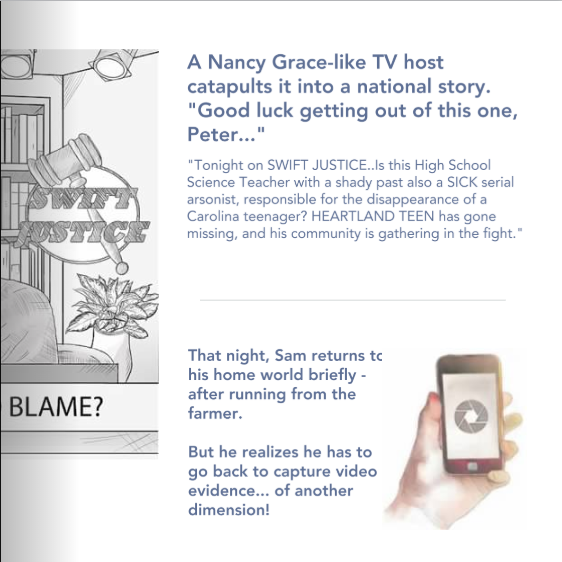 A Nancy Grace-like TV host
catapults it into a national story.
"Good luck getting out of this one,
Peter..."
"Tonight on SWIFT JUSTICE..Is this High School
Science Teacher with a shady past also a SICK serial
arsonist, responsible for the disappearance of a
Carolina teenager? HEARTLAND TEEN has gone
missing, and his community is gathering in the fight."
SWIFT
JUSTICE
BLAME?
That night, Sam returns to
his home world briefly -
after running from the
farmer.
But he realizes he has to
go back to capture video
evidence... of another
dimension!